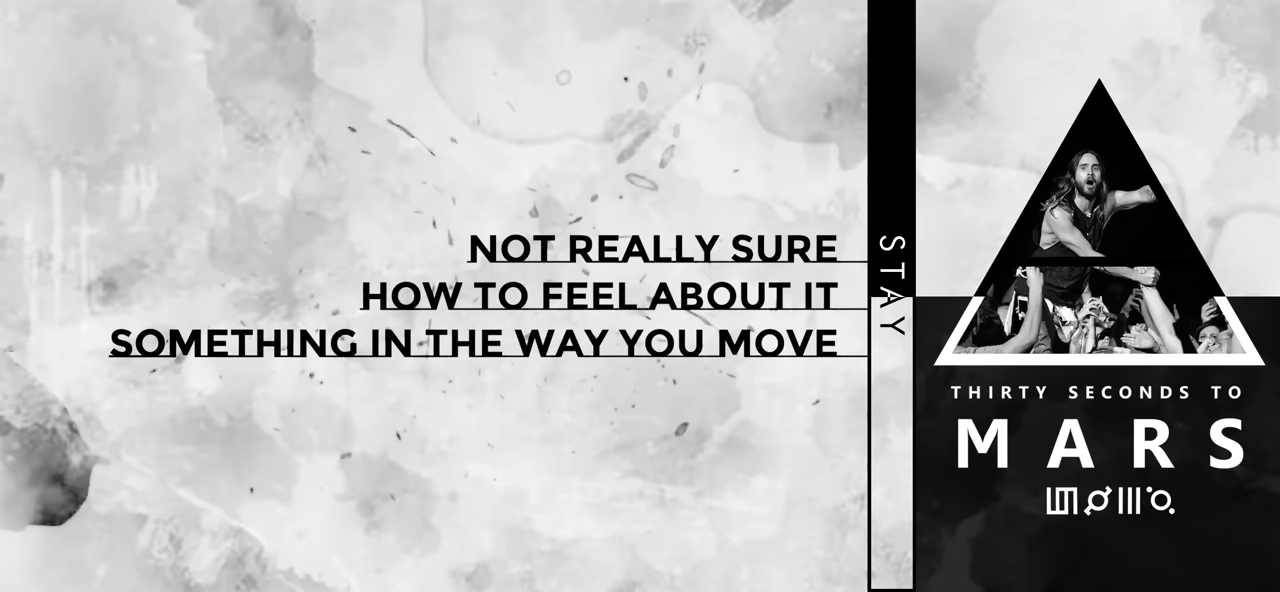 NOT REALLY SURE
HOW TO FEEL ABOUT IT
SOMETHING IN THE WAY YOU MOVE
STAY
THIRTY SECONDS TO
MARS